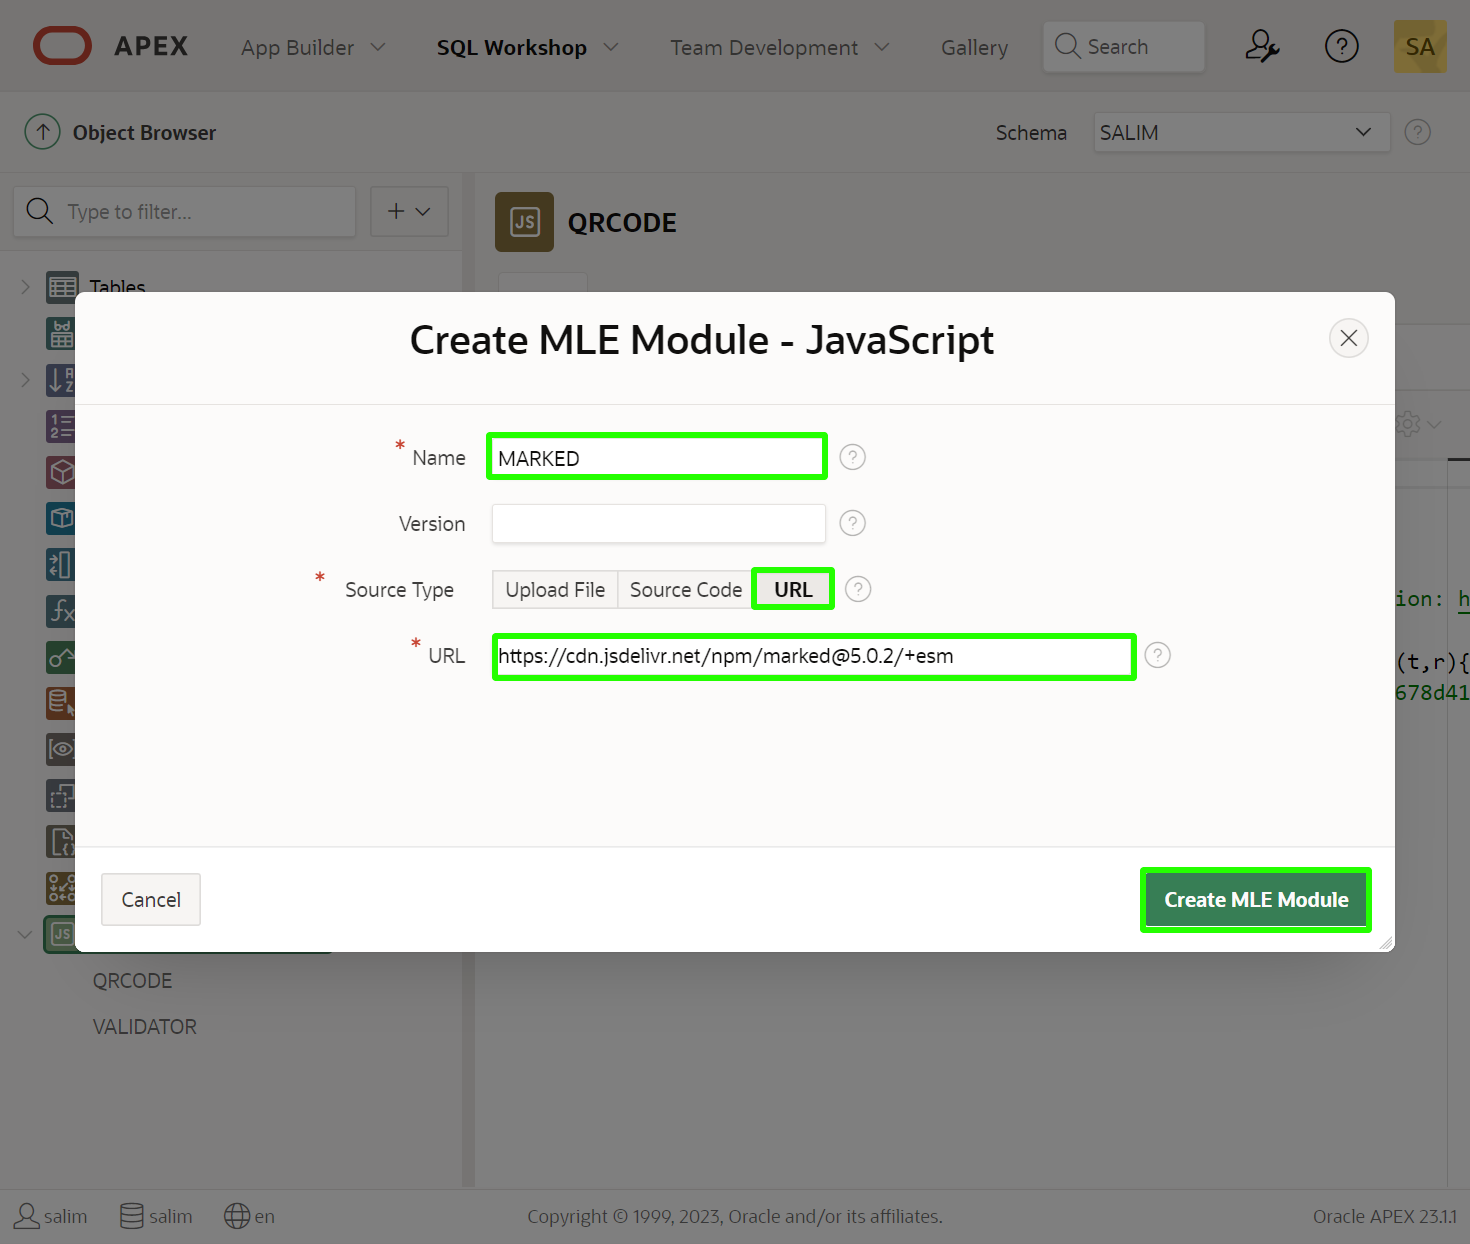 APEX App Builder SQL Workshop Team Development Gallery Search SA
Object Browser Schema SALIM
Type to filter...
JS QRCODE
Tables
Create MLE Module - JavaScript
* Name MARKED
Version
* Source Type Upload File Source Code URL
* URL https://cdn.jsdelivr.net/npm/marked@5.0.2/+esm
ion: h
(t,r){
678d41
Cancel Create MLE Module
JS
QRCODE
VALIDATOR
salim salim en Copyright © 1999, 2023, Oracle and/or its affiliates. Oracle APEX 23.1.1